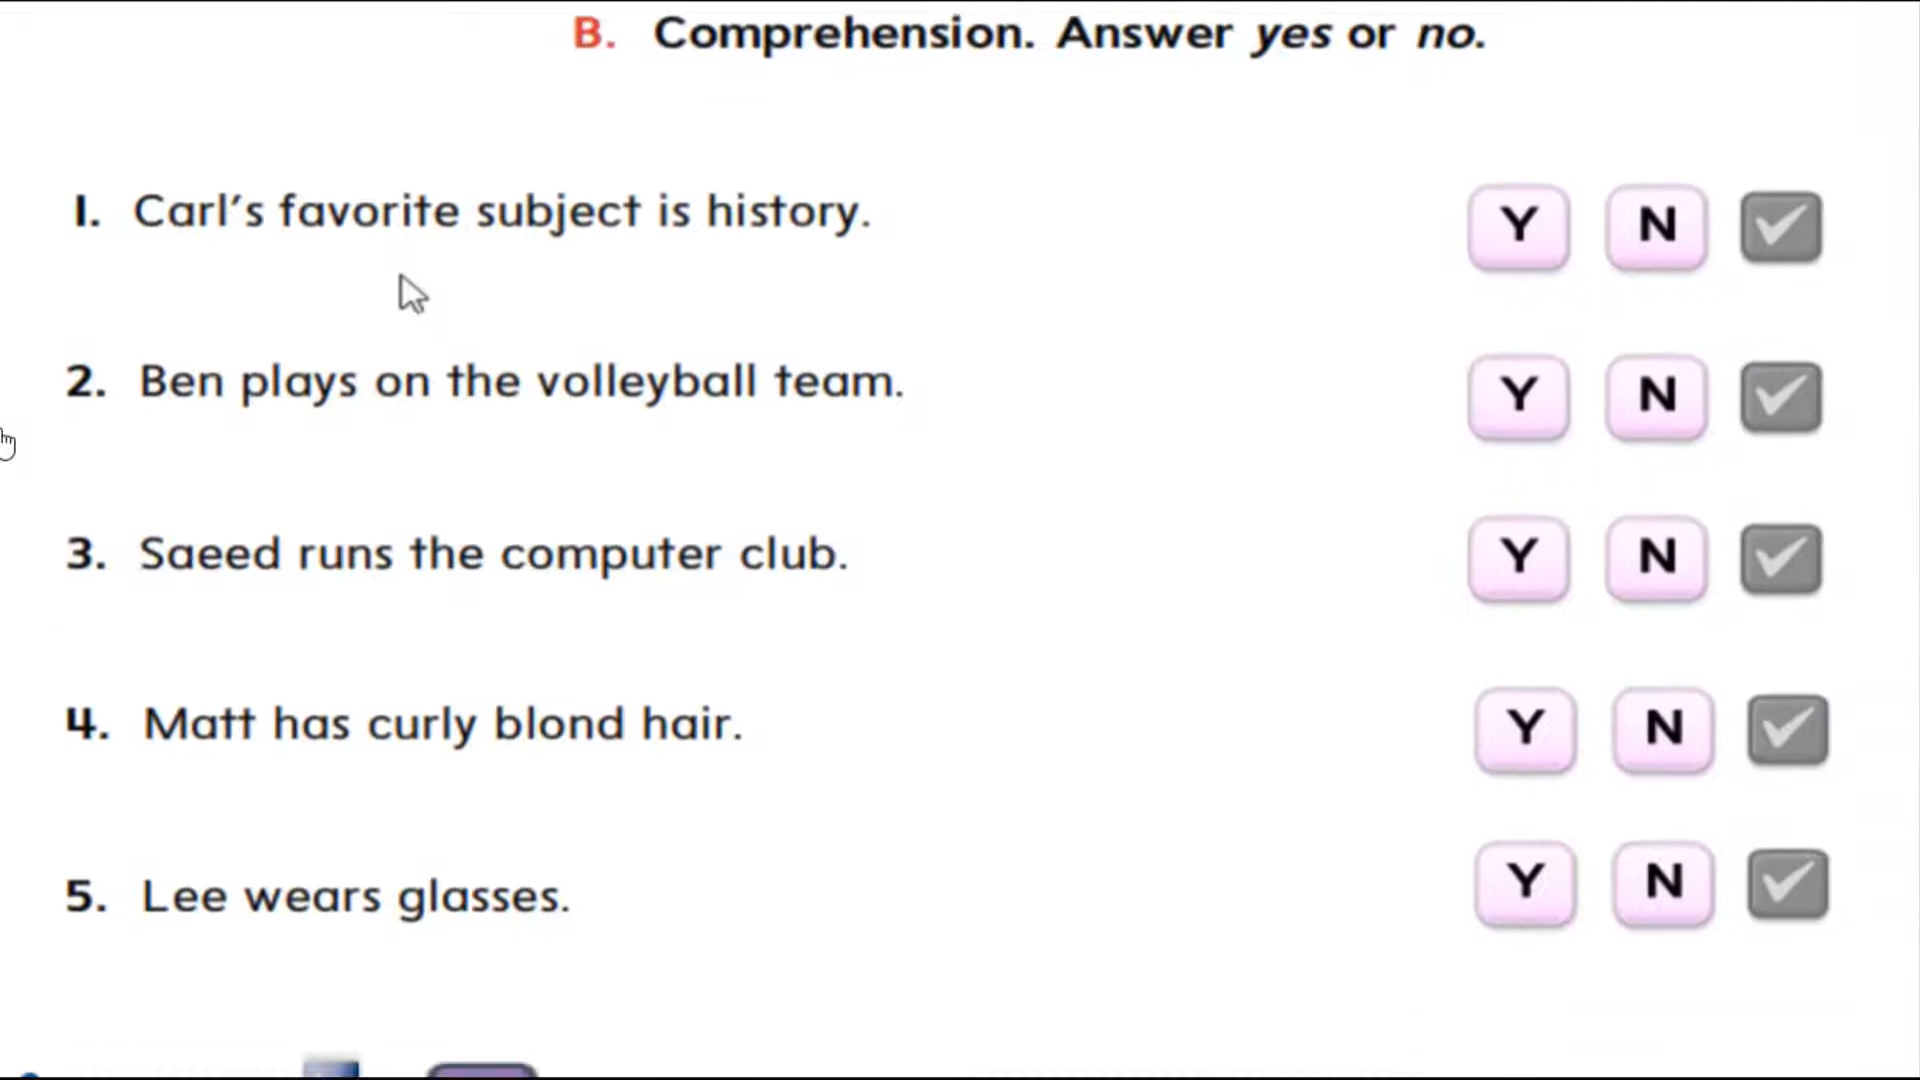 B. Comprehension. Answer yes or no.
1. Carl's favorite subject is history. Y N
2. Ben plays on the volleyball team. Y N
3. Saeed runs the computer club. Y N
4. Matt has curly blond hair. Y N
5. Lee wears glasses. Y N